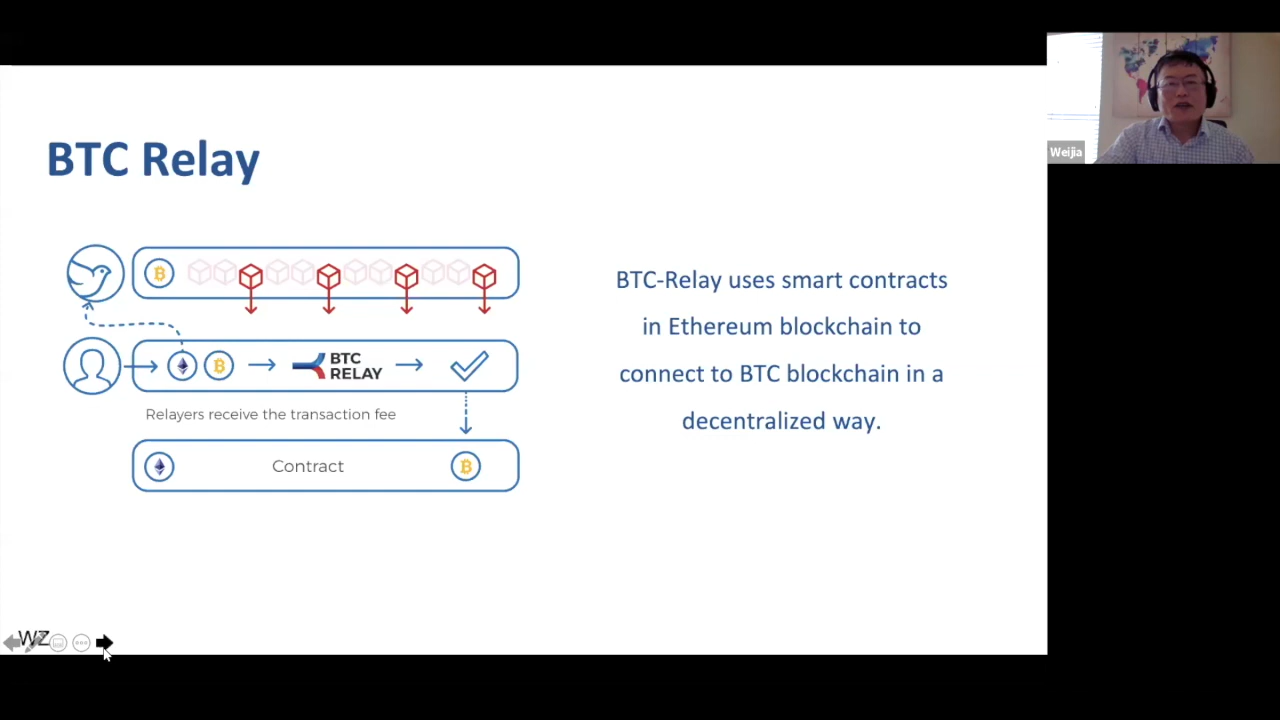 BTC Relay
Weijia
BTC
RELAY
Relayers receive the transaction fee
Contract
BTC-Relay uses smart contracts
in Ethereum blockchain to
connect to BTC blockchain in a
decentralized way.
WZ